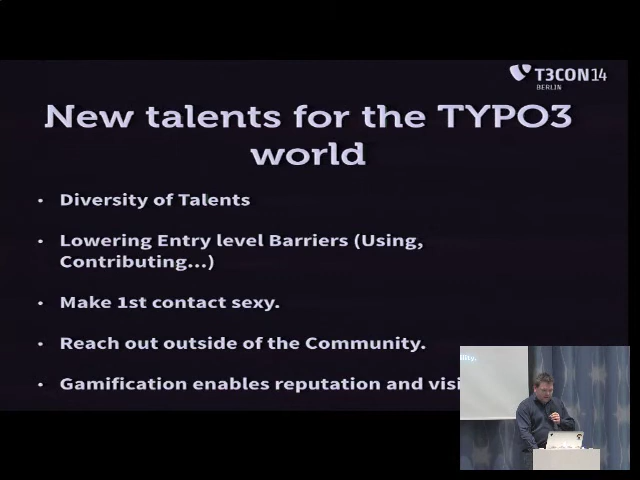 T3CON14
BERLIN
New talents for the TYPO3
world
• Diversity of Talents
• Lowering Entry level Barriers (Using,
Contributing...)
• Make 1st contact sexy.
• Reach out outside of the Community.
• Gamification enables reputation and visi
lity.